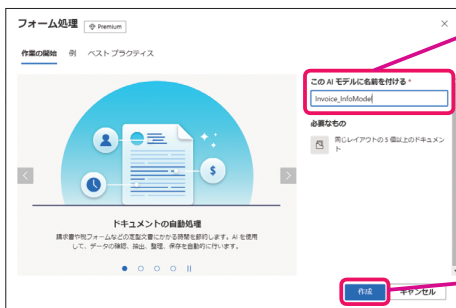 フォーム処理 Premium
作業の開始 例 ベスト プラクティス
この AI モデルに名前を付ける *
Invoice_InfoModel
必要なもの
同じレイアウトの 5 個以上のドキュメン
ト
$
ドキュメントの自動処理
請求書や税フォームなどの定型文書にかかる時間を節約します。AI を使用
して、データの確認、抽出、整理、保存を自動的に行います。
作成 キャンセル